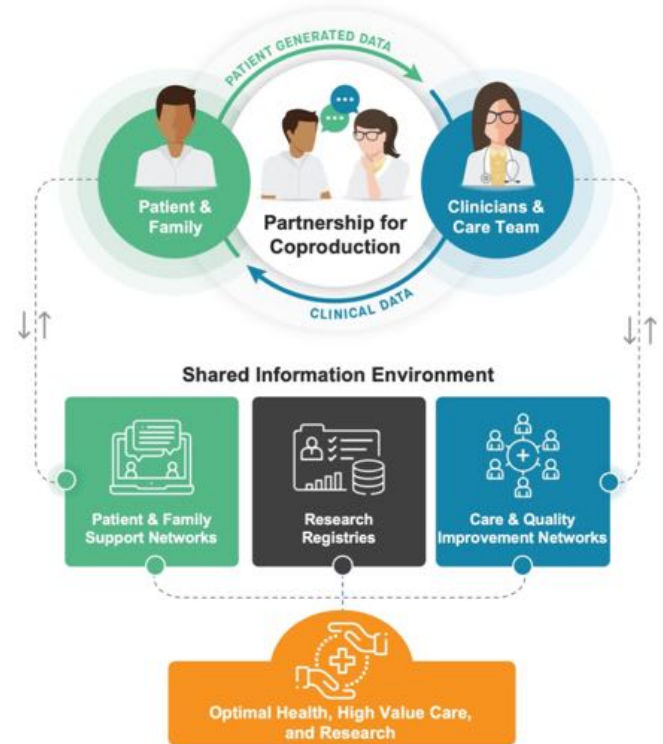 PATIENT GENERATED DATA
Patient &
Family
Partnership for
Coproduction
Clinicians &
Care Team
CLINICAL DATA
Shared Information Environment
Patient & Family
Support Networks
Research
Registries
Care & Quality
Improvement Networks
Optimal Health, High Value Care,
and Research